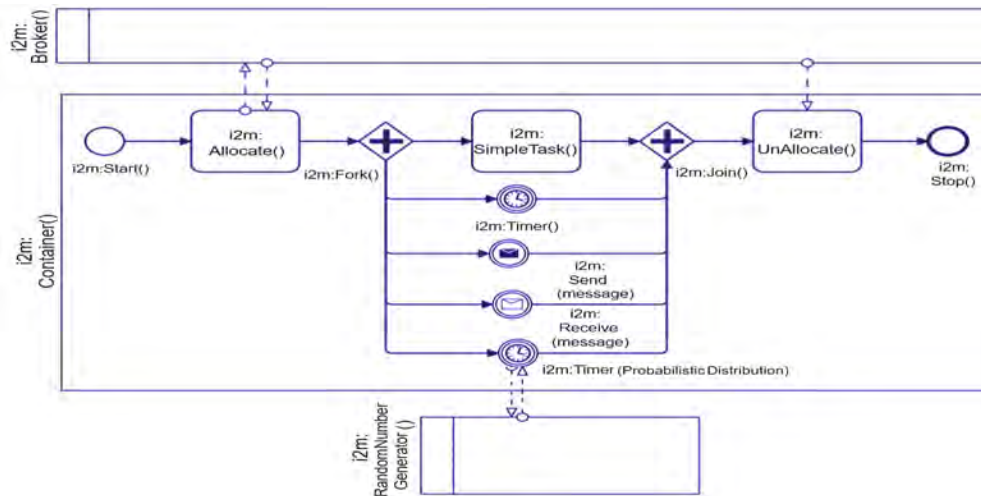 i2m:
Broker()
i2m:
Container()
i2m:Start()
i2m:
Allocate()
i2m:Fork()
i2m:
SimpleTask()
i2m:Join()
i2m:
UnAllocate()
i2m:
Stop()
i2m:Timer()
i2m:
Send
(message)
i2m:
Receive
(message)
i2m:Timer (Probabilistic Distribution)
i2m:
RandomNumber
Generator()